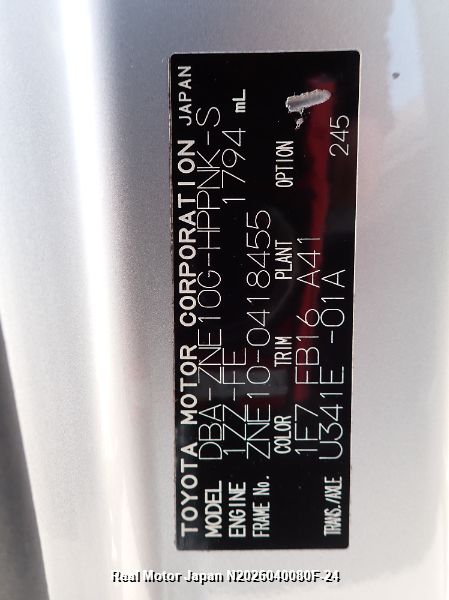 TOYOTA MOTOR CORPORATION JAPAN
MODEL DBA-ZNE10G-HPPNK-S
ENGINE 1ZZ-FE 1794 mL
FRAME No. ZNE10-0418455
COLOR TRIM PLANT OPTION
1F7 FB16 A41
TRANS./AXLE U341E -01A 245
Real Motor Japan N2026040080F-24